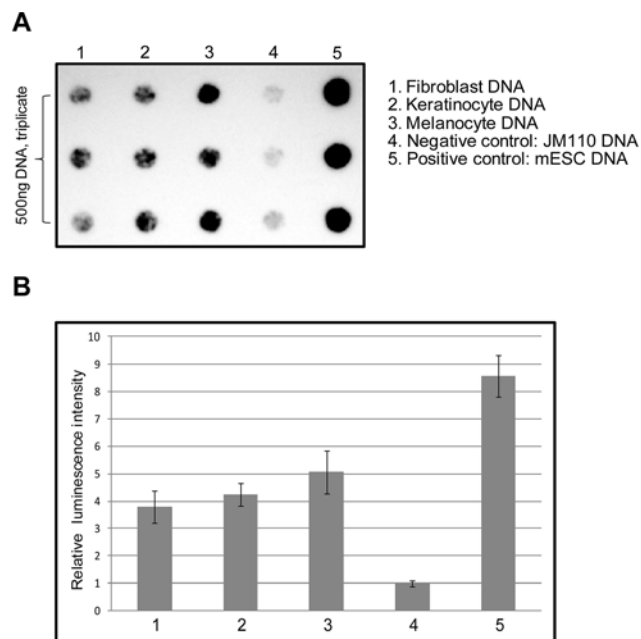 A
1 2 3 4 5
500ng DNA, triplicate
1. Fibroblast DNA
2. Keratinocyte DNA
3. Melanocyte DNA
4. Negative control: JM110 DNA
5. Positive control: mESC DNA
B
Relative luminescence intensity
10
9
8
7
6
5
4
3
2
1
0
1 2 3 4 5